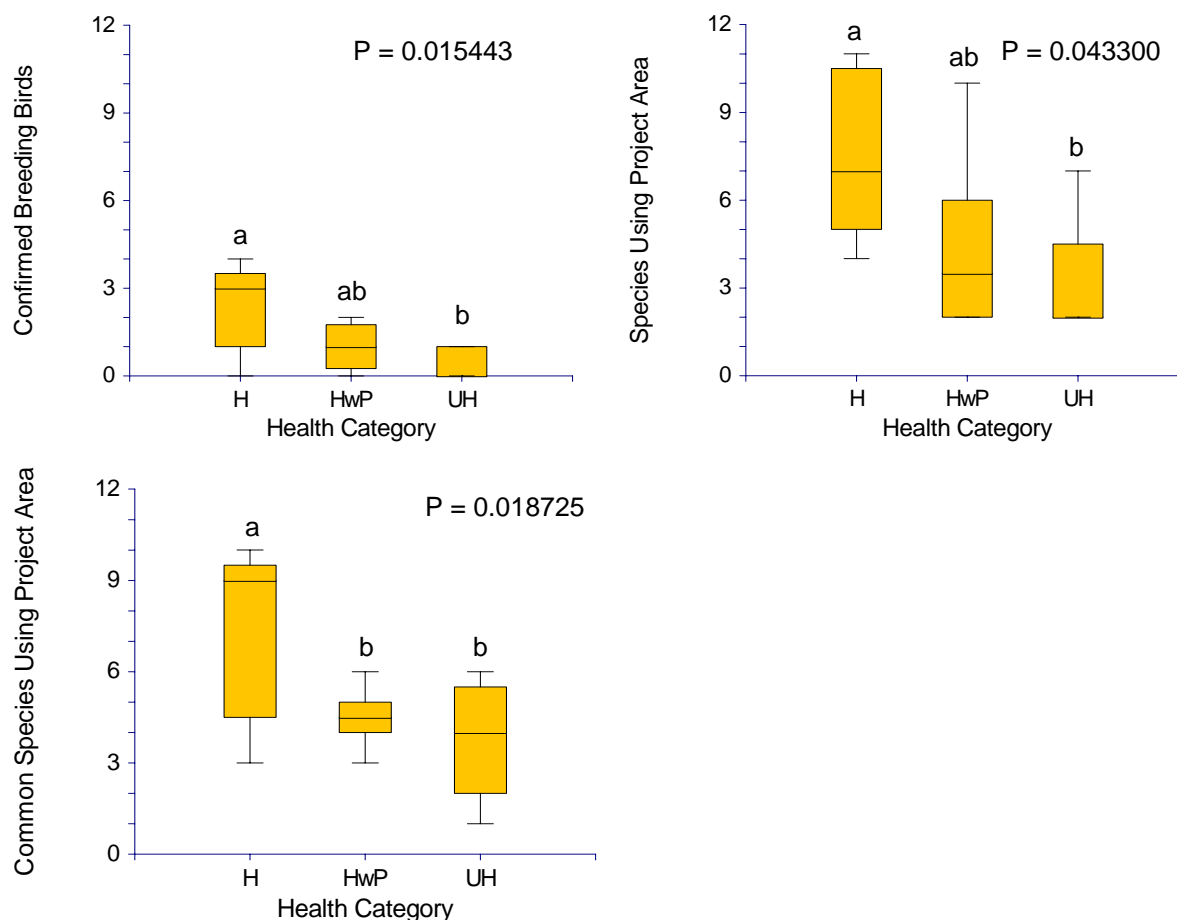 Confirmed Breeding Birds
12
9
6
3
0
P = 0.015443
a
ab
b
H
HwP
UH
Health Category
Species Using Project Area
12
9
6
3
0
P = 0.043300
a
ab
b
H
HwP
UH
Health Category
Common Species Using Project Area
12
9
6
3
0
P = 0.018725
a
b
b
H
HwP
UH
Health Category